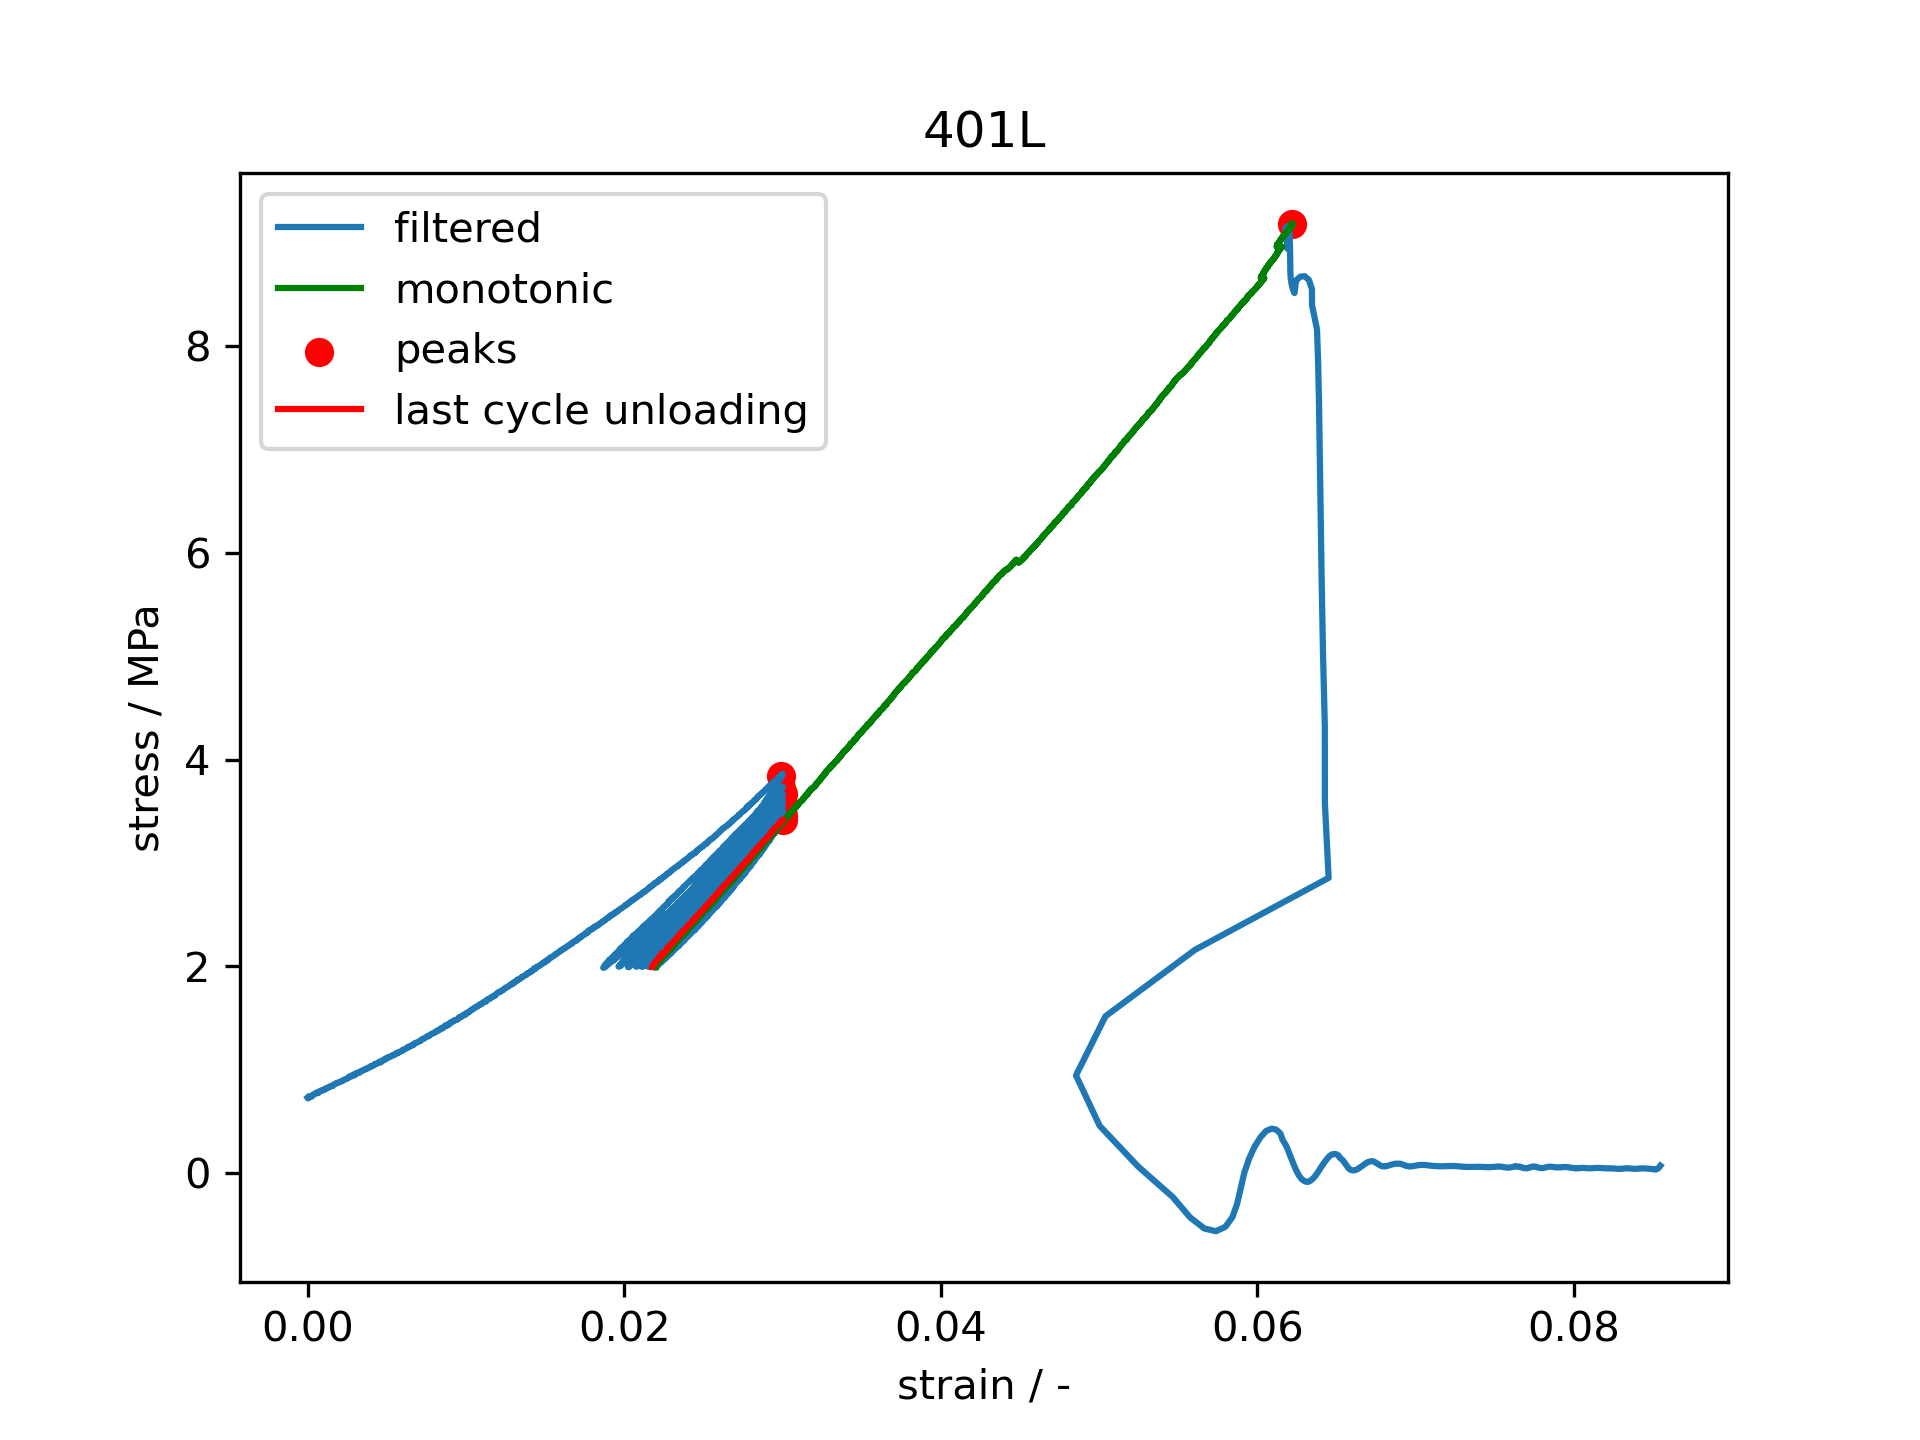 401L
filtered
monotonic
peaks
last cycle unloading
8
6
4
2
0
stress / MPa
0.00 0.02 0.04 0.06 0.08
strain / -